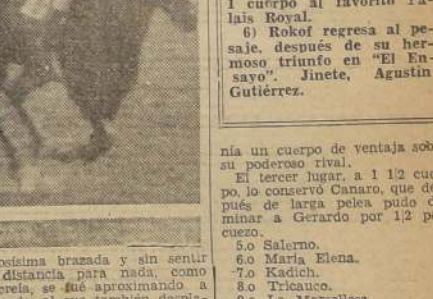 1 cuerpo al favorito Pa-
lais Royal.
6) Rokof regresa al pe-
saje, después de su her-
moso triunfo en "El En-
sayo". Jinete, Agustín
Gutiérrez.
nía un cuerpo de ventaja sob
su poderoso rival.
El tercer lugar, a 1 1|2 cue
po, lo conservó Canaro, que de
pués de larga pelea pudo d
minar a Gerardo por 1|2 pe
cuezo.
5.o Salerno.
6.o María Elena.
7.o Kadich.
8.o Tricauco.
osísima brazada y sin sentir
distancia para nada, como
creía, se fué aproximando a